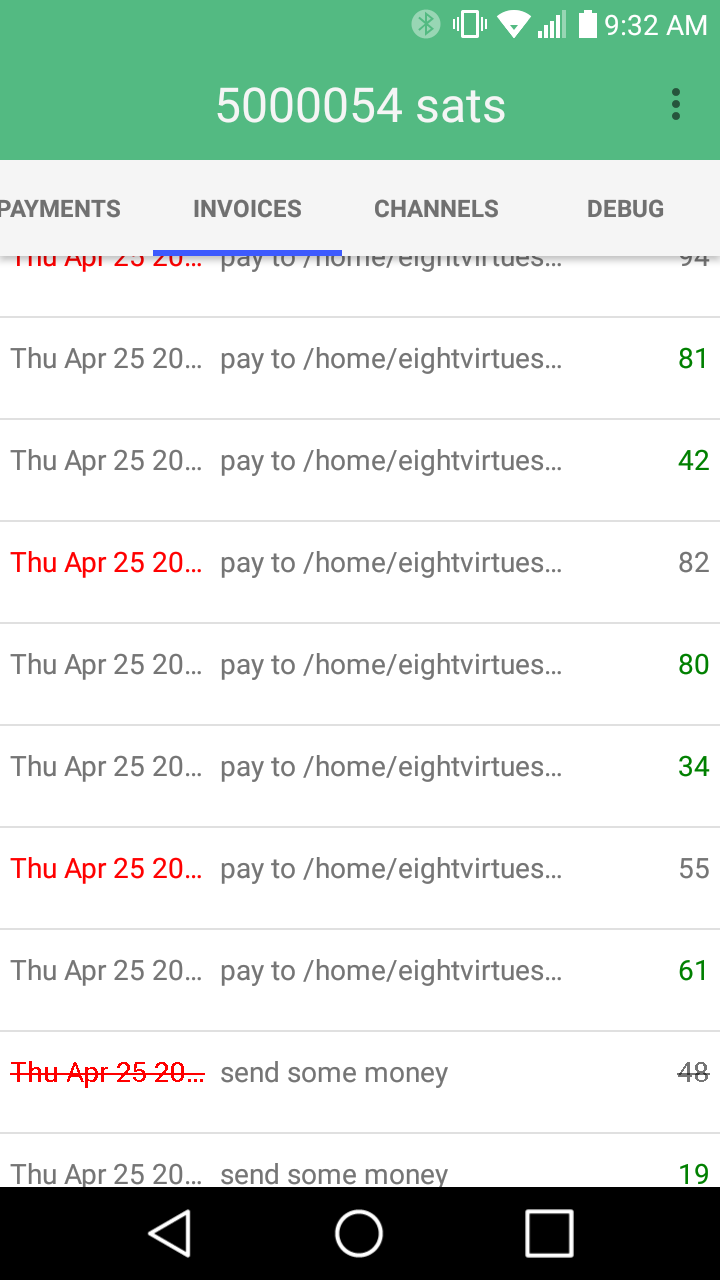 9:32 AM
5000054 sats
PAYMENTS INVOICES CHANNELS DEBUG
Thu Apr 25 20... pay to /home/eightvirtues... 94
Thu Apr 25 20... pay to /home/eightvirtues... 81
Thu Apr 25 20... pay to /home/eightvirtues... 42
Thu Apr 25 20... pay to /home/eightvirtues... 82
Thu Apr 25 20... pay to /home/eightvirtues... 80
Thu Apr 25 20... pay to /home/eightvirtues... 34
Thu Apr 25 20... pay to /home/eightvirtues... 55
Thu Apr 25 20... pay to /home/eightvirtues... 61
Thu Apr 25 20... send some money 48
Thu Apr 25 20... send some money 19